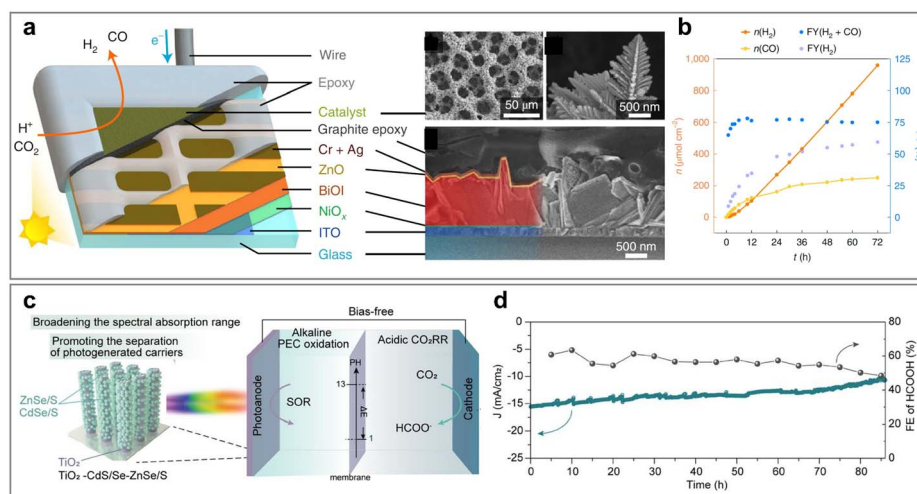 a
H₂
CO
e⁻
Wire
Epoxy
Catalyst
Graphite epoxy
Cr + Ag
ZnO
BiOI
NiOₓ
ITO
Glass
H⁺
CO₂
50 μm
500 nm
500 nm
b
n(H₂)
FY(H₂ + CO)
n(CO)
FY(H₂)
n (μmol cm⁻²)
1,000
800
600
400
200
0
125
100
75
50
25
0
0
12
24
36
48
60
72
t (h)
c
Broadening the spectral absorption range
Promoting the separation
of photogenerated carriers
ZnSe/S
CdSe/S
TiO₂
TiO₂ -CdS/Se-ZnSe/S
Bias-free
Alkaline
PEC oxidation
Acidic CO₂RR
PH
13
ΔE
1
Photoanode
SOR
CO₂
HCOO⁻
Cathode
membrane
d
J (mA/cm²)
0
-5
-10
-15
-20
-25
80
60
40
20
0
FE of HCOOH (%)
0
10
20
30
40
50
60
70
80
Time (h)